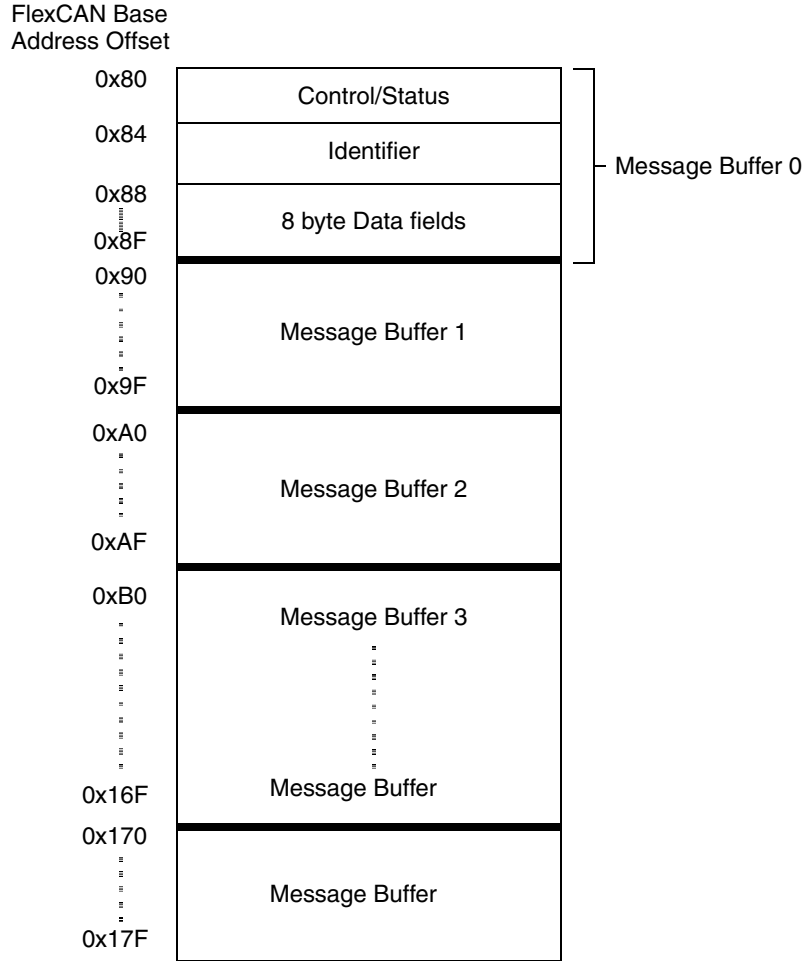 FlexCAN Base
Address Offset
0x80
Control/Status
0x84
Identifier
Message Buffer 0
0x88
8 byte Data fields
0x8F
0x90
Message Buffer 1
0x9F
0xA0
Message Buffer 2
0xAF
0xB0
Message Buffer 3
0x16F
Message Buffer
0x170
Message Buffer
0x17F